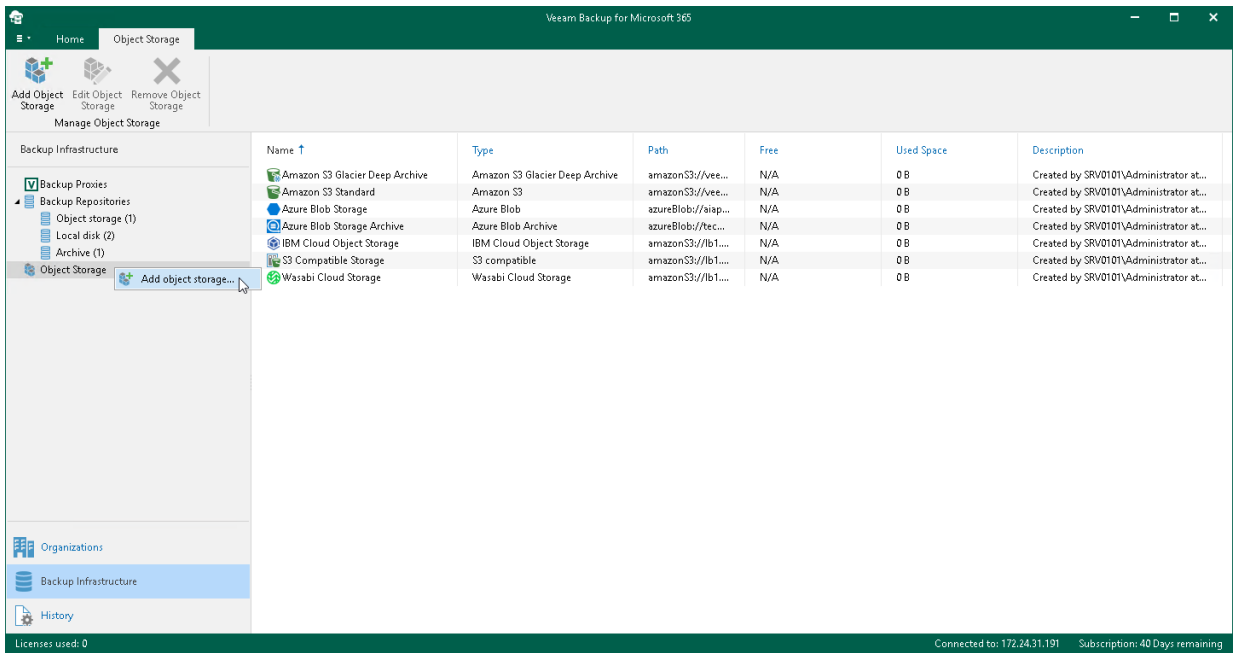 Veeam Backup for Microsoft 365
Home Object Storage
Add Object Storage Edit Object Storage Remove Object Storage
Manage Object Storage
Backup Infrastructure
Backup Proxies
Backup Repositories
Object storage (1)
Local disk (2)
Archive (1)
Object Storage
Add object storage...
Name Type Path Free Used Space Description
Amazon S3 Glacier Deep Archive Amazon S3 Glacier Deep Archive amazonS3://vee... N/A 0 B Created by SRV0101\Administrator at...
Amazon S3 Standard Amazon S3 amazonS3://vee... N/A 0 B Created by SRV0101\Administrator at...
Azure Blob Storage Azure Blob azureBlob://aiap... N/A 0 B Created by SRV0101\Administrator at...
Azure Blob Storage Archive Azure Blob Archive azureBlob://tec... N/A 0 B Created by SRV0101\Administrator at...
IBM Cloud Object Storage IBM Cloud Object Storage amazonS3://lb1.... N/A 0 B Created by SRV0101\Administrator at...
S3 Compatible Storage S3 compatible amazonS3://lb1.... N/A 0 B Created by SRV0101\Administrator at...
Wasabi Cloud Storage Wasabi Cloud Storage amazonS3://lb1.... N/A 0 B Created by SRV0101\Administrator at...
Organizations
Backup Infrastructure
History
Licenses used: 0 Connected to: 172.24.31.191 Subscription: 40 Days remaining